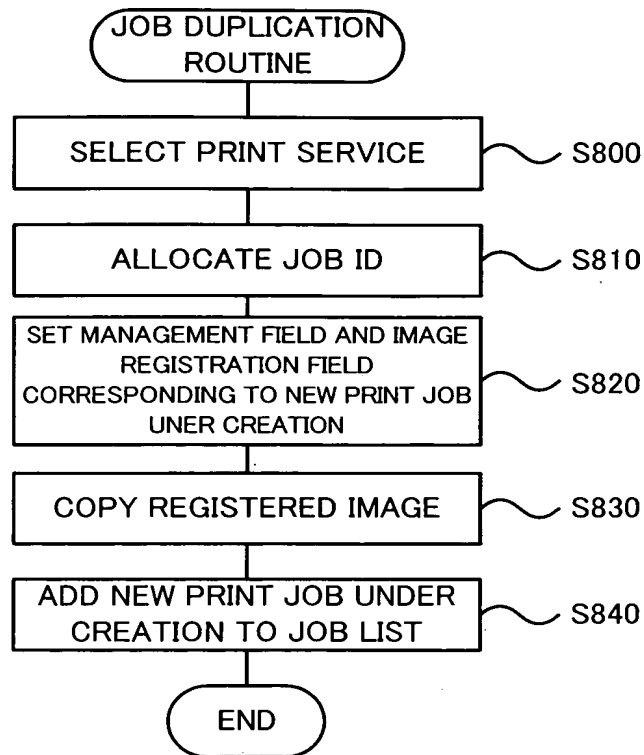 JOB DUPLICATION
ROUTINE
SELECT PRINT SERVICE
S800
ALLOCATE JOB ID
S810
SET MANAGEMENT FIELD AND IMAGE
REGISTRATION FIELD
CORRESPONDING TO NEW PRINT JOB
UNER CREATION
S820
COPY REGISTERED IMAGE
S830
ADD NEW PRINT JOB UNDER
CREATION TO JOB LIST
S840
END